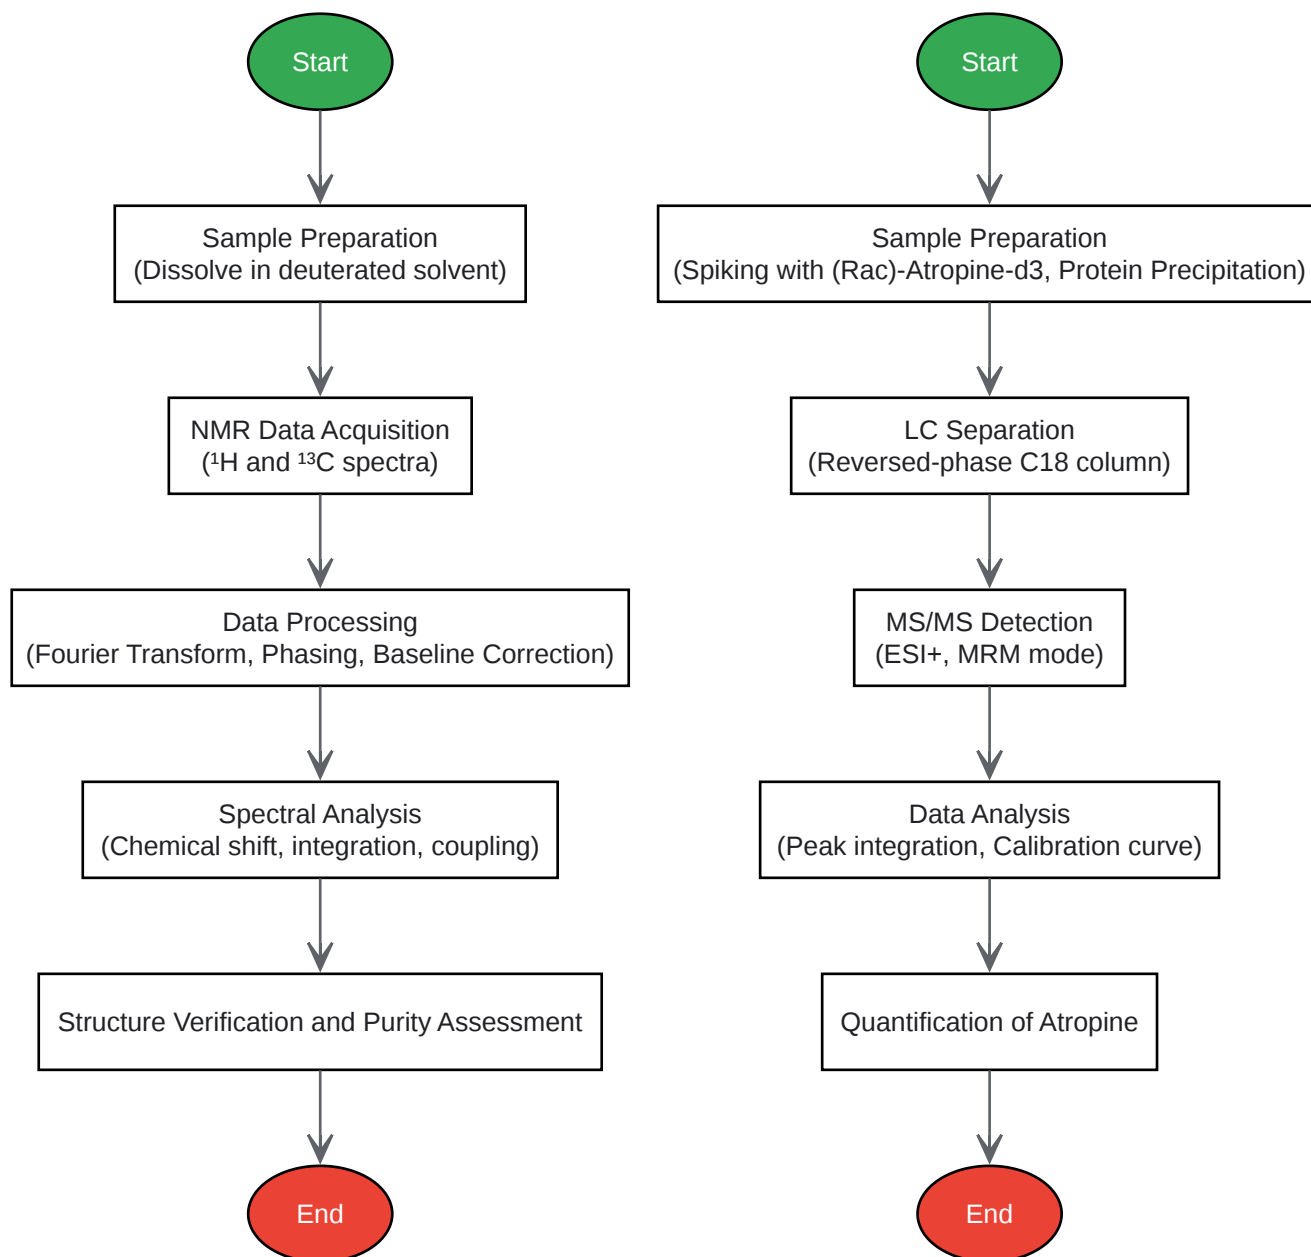 Start
Sample Preparation
(Dissolve in deuterated solvent)
NMR Data Acquisition
(¹H and ¹³C spectra)
Data Processing
(Fourier Transform, Phasing, Baseline Correction)
Spectral Analysis
(Chemical shift, integration, coupling)
Structure Verification and Purity Assessment
End
Start
Sample Preparation
(Spiking with (Rac)-Atropine-d3, Protein Precipitation)
LC Separation
(Reversed-phase C18 column)
MS/MS Detection
(ESI+, MRM mode)
Data Analysis
(Peak integration, Calibration curve)
Quantification of Atropine
End